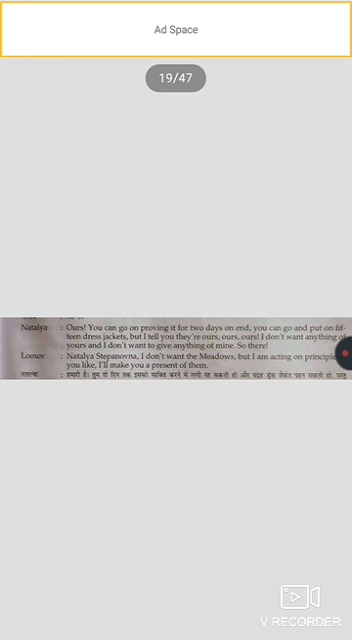 Ad Space
19/47
Natalya : Ours! You can go on proving it for two days on end, you can go and put on fif-
teen dress jackets, but I tell you they're ours, ours, ours! I don't want anything of
yours and I don't want to give anything of mine. So there!
Lomov : Natalya Stepanovna, I don't want the Meadows, but I am acting on principle
you like, I'll make you a present of them.
नताल्या : हमारी है। तुम दो दिन तक इसको साबित करने में लगी रह सकती हो और पंद्रह ड्रेस जैकेट पहन सकती हो, परंतु
V RECORDER